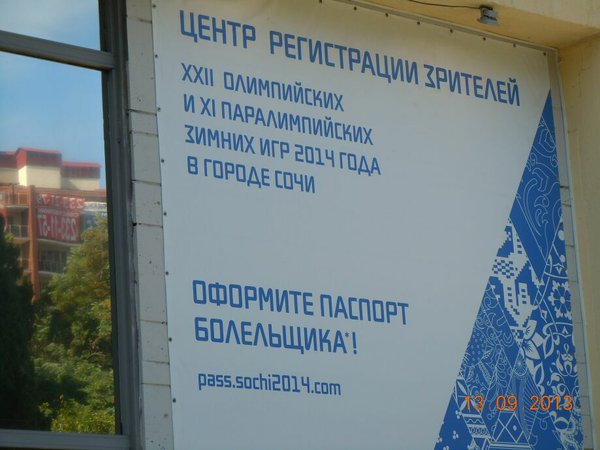 ЦЕНТР РЕГИСТРАЦИИ ЗРИТЕЛЕЙ
XXII ОЛИМПИЙСКИХ
И XI ПАРАЛИМПИЙСКИХ
ЗИМНИХ ИГР 2014 ГОДА
В ГОРОДЕ СОЧИ
ОФОРМИТЕ ПАСПОРТ
БОЛЕЛЬЩИКА*!
pass.sochi2014.com
13 09 2013